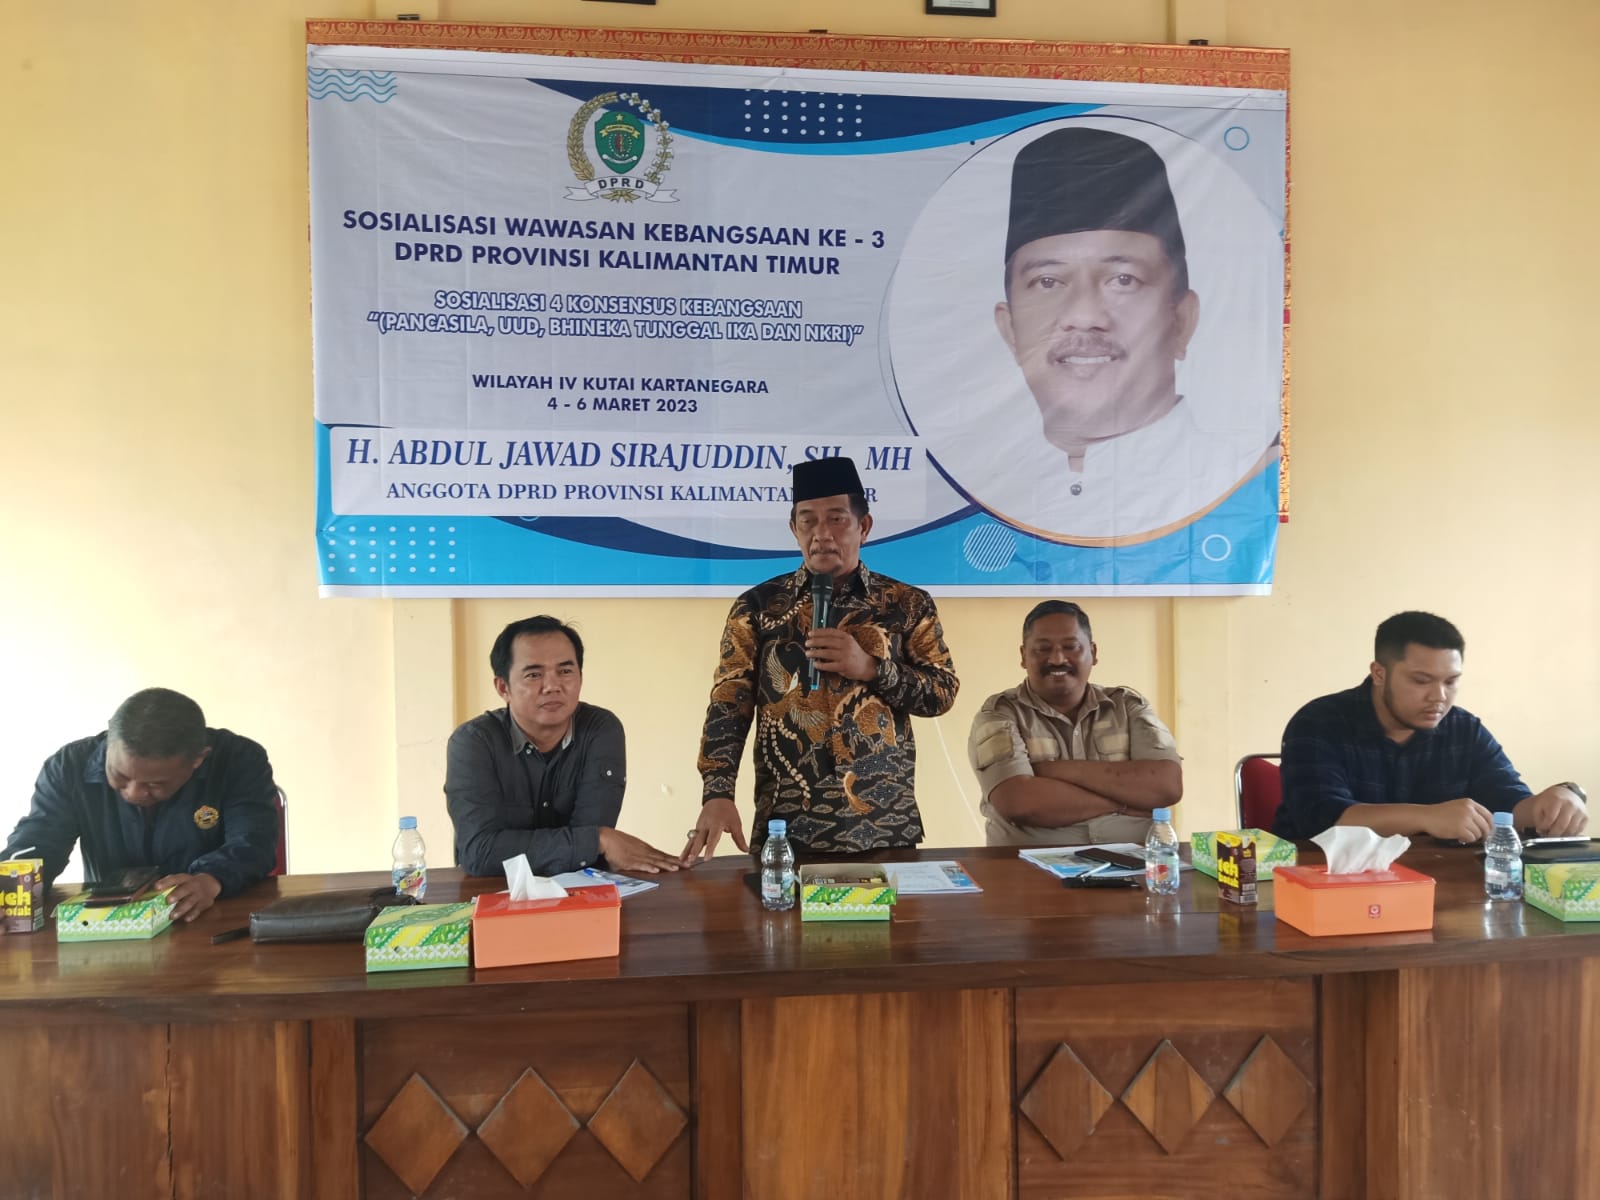 DPRD
SOSIALISASI WAWASAN KEBANGSAAN KE - 3
DPRD PROVINSI KALIMANTAN TIMUR
SOSIALISASI 4 KONSENSUS KEBANGSAAN
"(PANCASILA, UUD, BHINEKA TUNGGAL IKA DAN NKRI)"
WILAYAH IV KUTAI KARTANEGARA
4 - 6 MARET 2023
H. ABDUL JAWAD SIRAJUDDIN, MH
ANGGOTA DPRD PROVINSI KALIMANTAN
teh
kotak